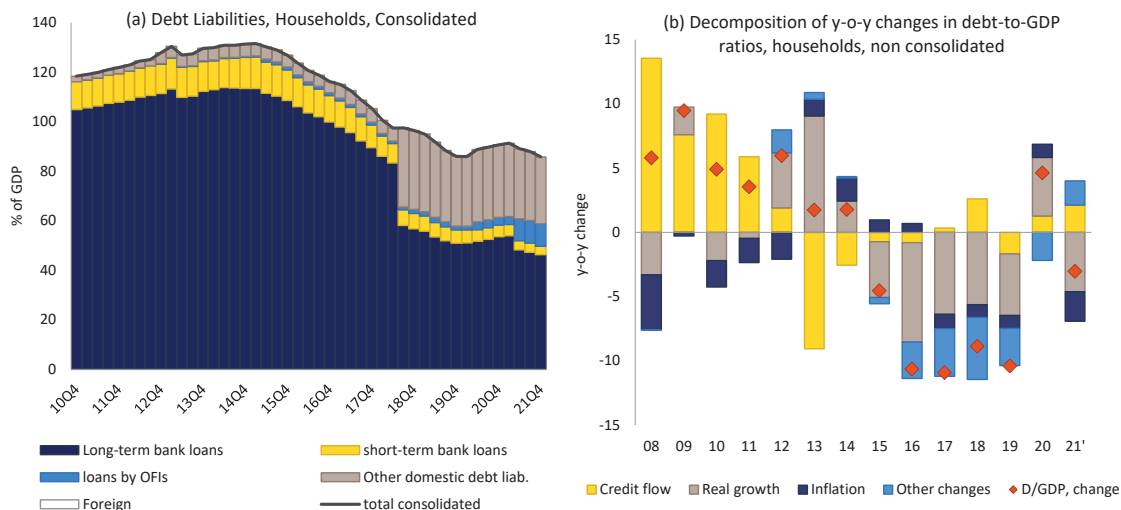 (a) Debt Liabilities, Households, Consolidated
% of GDP
140
120
100
80
60
40
20
0
10Q4
11Q4
12Q4
13Q4
14Q4
15Q4
16Q4
17Q4
18Q4
19Q4
20Q4
21Q4
Long-term bank loans
short-term bank loans
loans by OFIs
Other domestic debt liab.
Foreign
total consolidated
(b) Decomposition of y-o-y changes in debt-to-GDP
ratios, households, non consolidated
y-o-y change
15
10
5
0
-5
-10
-15
08 09 10 11 12 13 14 15 16 17 18 19 20 21'
Credit flow Real growth Inflation Other changes D/GDP, change